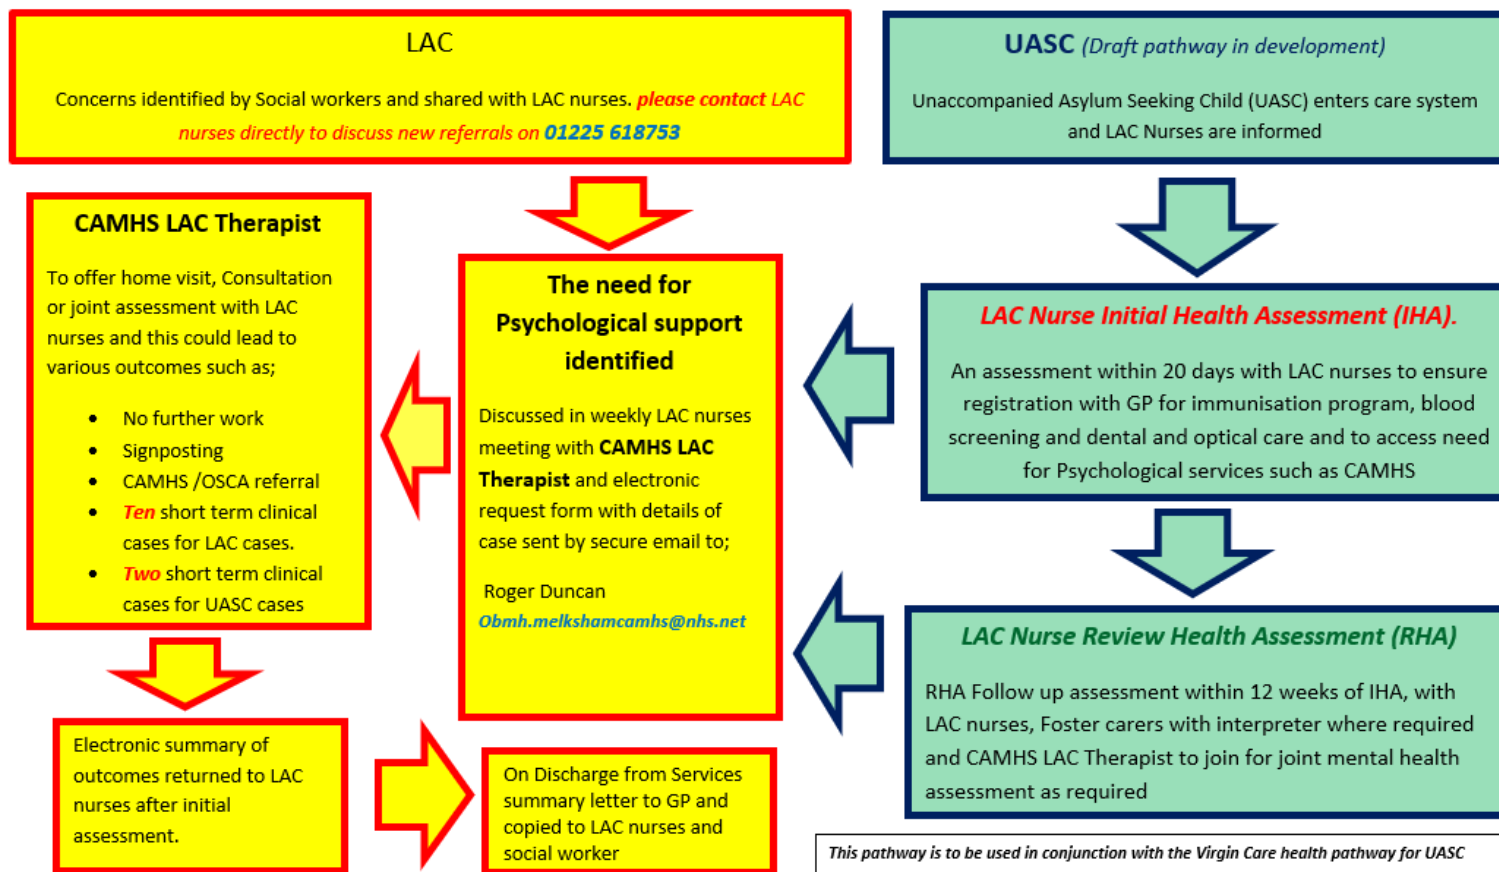 LAC
Concerns identified by Social workers and shared with LAC nurses. please contact LAC
nurses directly to discuss new referrals on 01225 618753
UASC (Draft pathway in development)
Unaccompanied Asylum Seeking Child (UASC) enters care system
and LAC Nurses are informed
CAMHS LAC Therapist
To offer home visit, Consultation
or joint assessment with LAC
nurses and this could lead to
various outcomes such as;
• No further work
• Signposting
• CAMHS /OSCA referral
• Ten short term clinical
cases for LAC cases.
• Two short term clinical
cases for UASC cases
The need for
Psychological support
identified
Discussed in weekly LAC nurses
meeting with CAMHS LAC
Therapist and electronic
request form with details of
case sent by secure email to;
Roger Duncan
Obmh.melkshamcamhs@nhs.net
LAC Nurse Initial Health Assessment (IHA).
An assessment within 20 days with LAC nurses to ensure
registration with GP for immunisation program, blood
screening and dental and optical care and to access need
for Psychological services such as CAMHS
LAC Nurse Review Health Assessment (RHA)
RHA Follow up assessment within 12 weeks of IHA, with
LAC nurses, Foster carers with interpreter where required
and CAMHS LAC Therapist to join for joint mental health
assessment as required
Electronic summary of
outcomes returned to LAC
nurses after initial
assessment.
On Discharge from Services
summary letter to GP and
copied to LAC nurses and
social worker
This pathway is to be used in conjunction with the Virgin Care health pathway for UASC